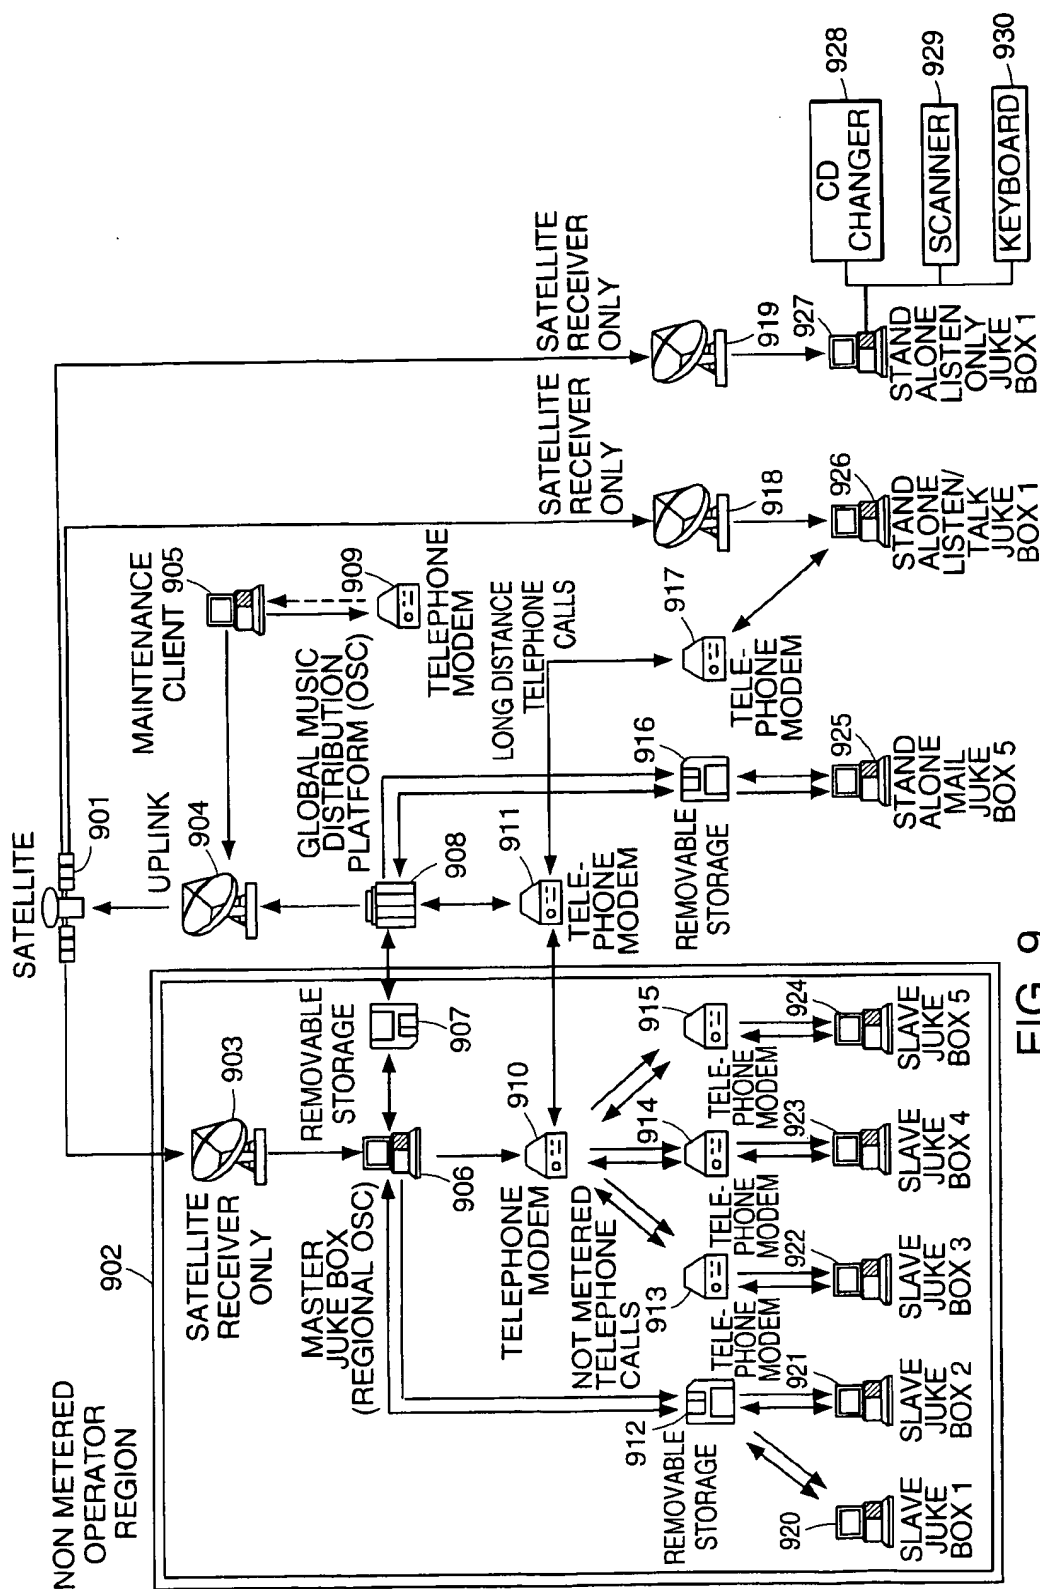 SATELLITE
901
NON METERED
OPERATOR
REGION
902
SATELLITE
RECEIVER
ONLY
903
UPLINK
904
MAINTENANCE
CLIENT 905
REMOVABLE
STORAGE
907
MASTER
JUKE BOX
(REGIONAL OSC)
906
GLOBAL MUSIC
DISTRIBUTION
PLATFORM (OSC)
908
909
TELEPHONE
MODEM
TELEPHONE
MODEM
910
911
TELE-
PHONE
MODEM
LONG DISTANCE
TELEPHONE
CALLS
SATELLITE
RECEIVER
ONLY
SATELLITE
RECEIVER
ONLY
NOT METERED
TELEPHONE
CALLS
912
REMOVABLE
STORAGE
913
TELE-
PHONE
MODEM
914
TELE-
PHONE
MODEM
915
TELE-
PHONE
MODEM
REMOVABLE
STORAGE
916
917
TELE-
PHONE
MODEM
918
919
920
SLAVE
JUKE
BOX 1
921
SLAVE
JUKE
BOX 2
922
SLAVE
JUKE
BOX 3
923
SLAVE
JUKE
BOX 4
924
SLAVE
JUKE
BOX 5
925
STAND
ALONE
MAIL
JUKE
BOX 5
926
STAND
ALONE
LISTEN/
TALK
JUKE
BOX 1
927
STAND
ALONE
LISTEN
ONLY
JUKE
BOX 1
CD
CHANGER
928
SCANNER
929
KEYBOARD
930
FIG. 9